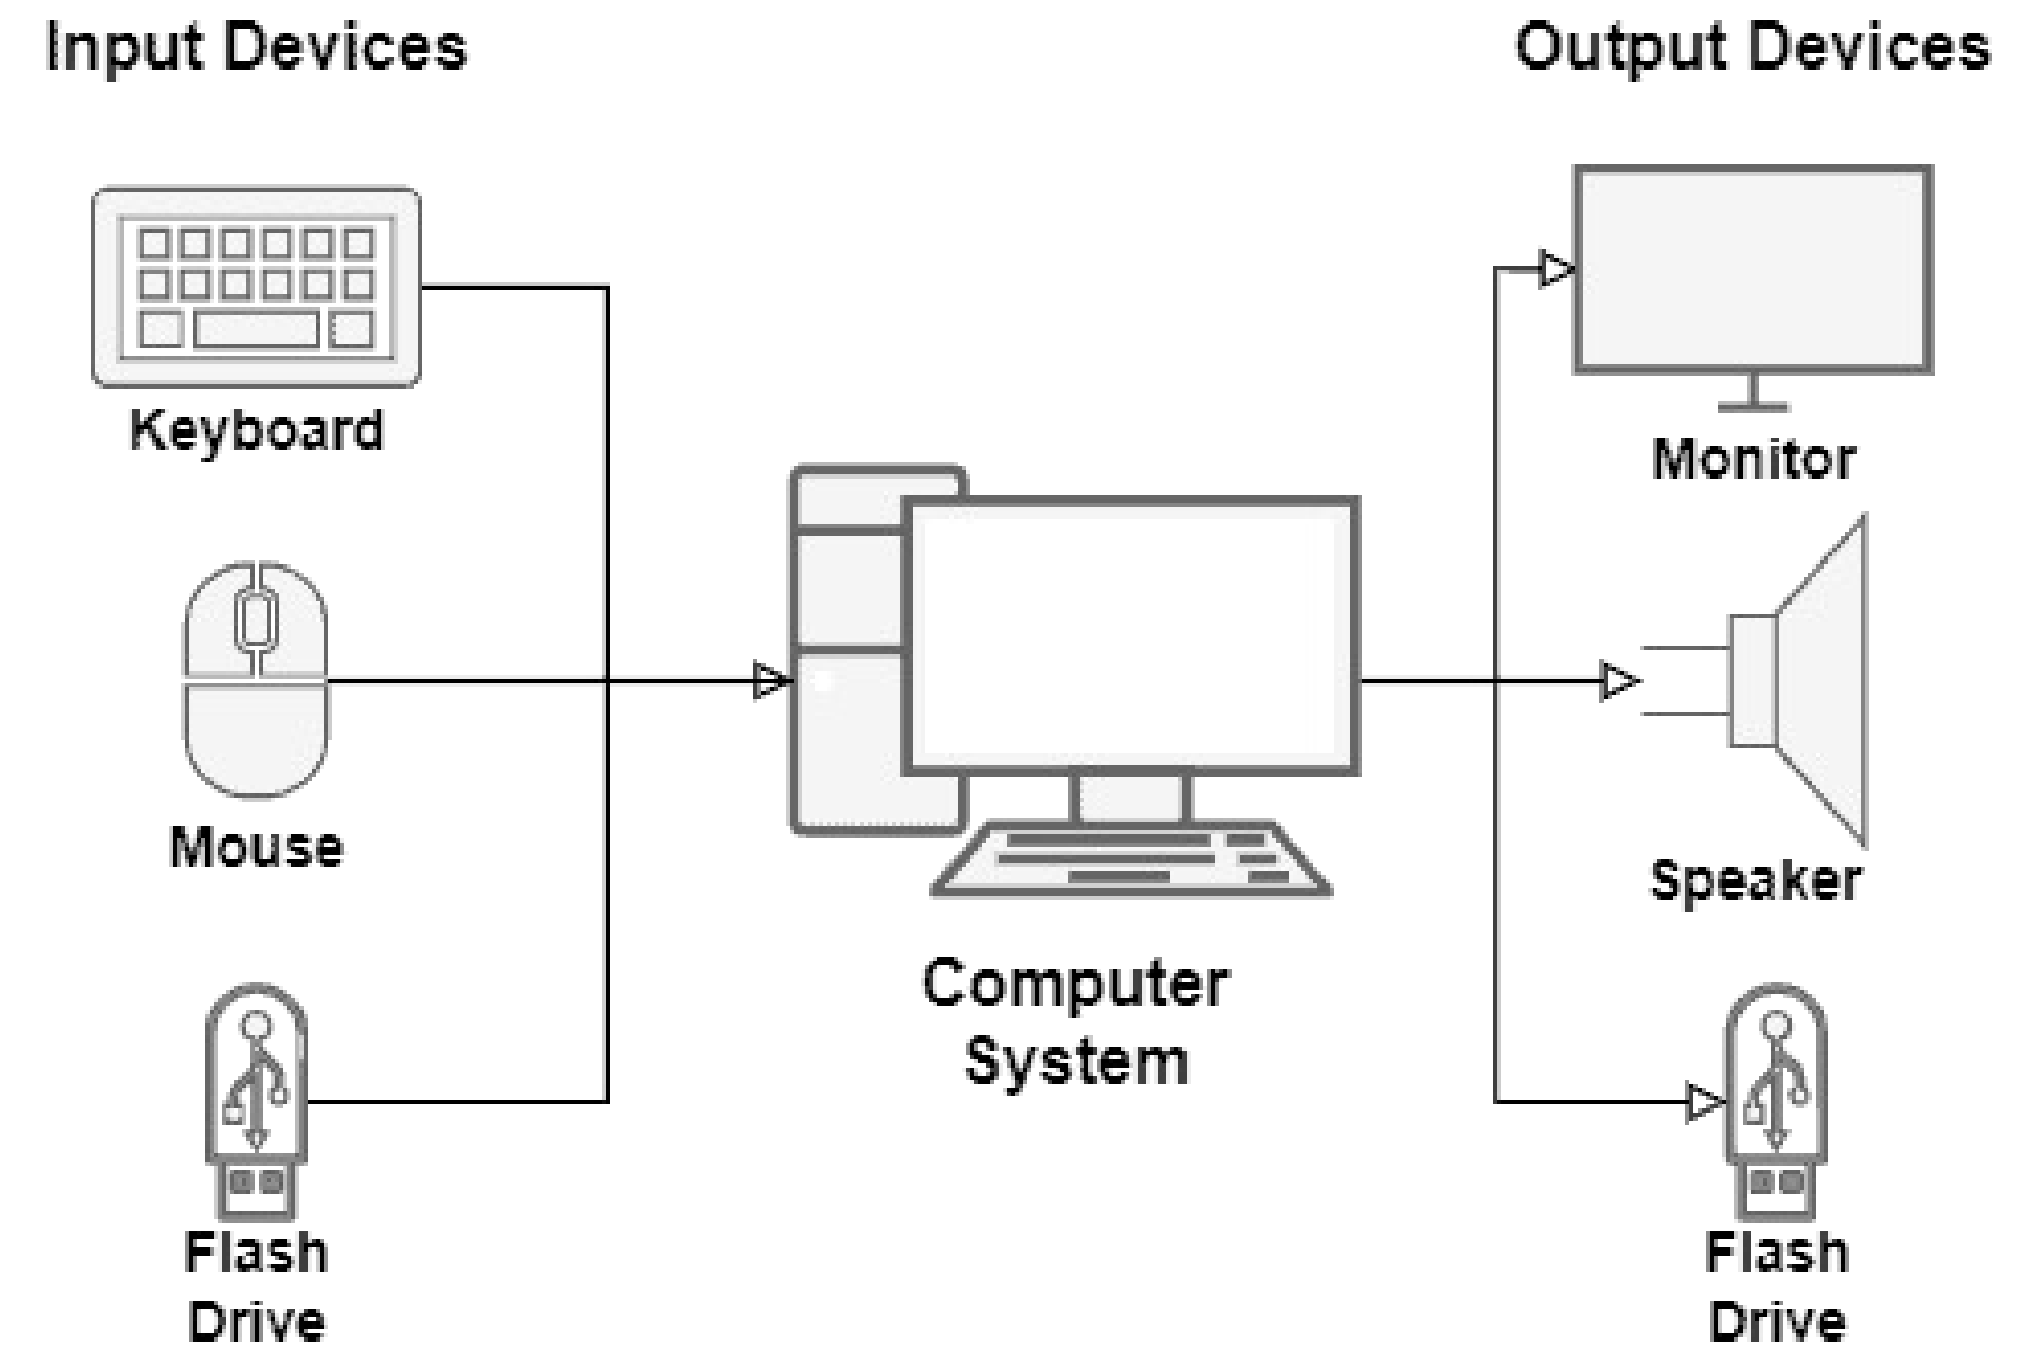 Input Devices
Output Devices
Keyboard
Monitor
Mouse
Speaker
Computer
System
Flash
Drive
Flash
Drive